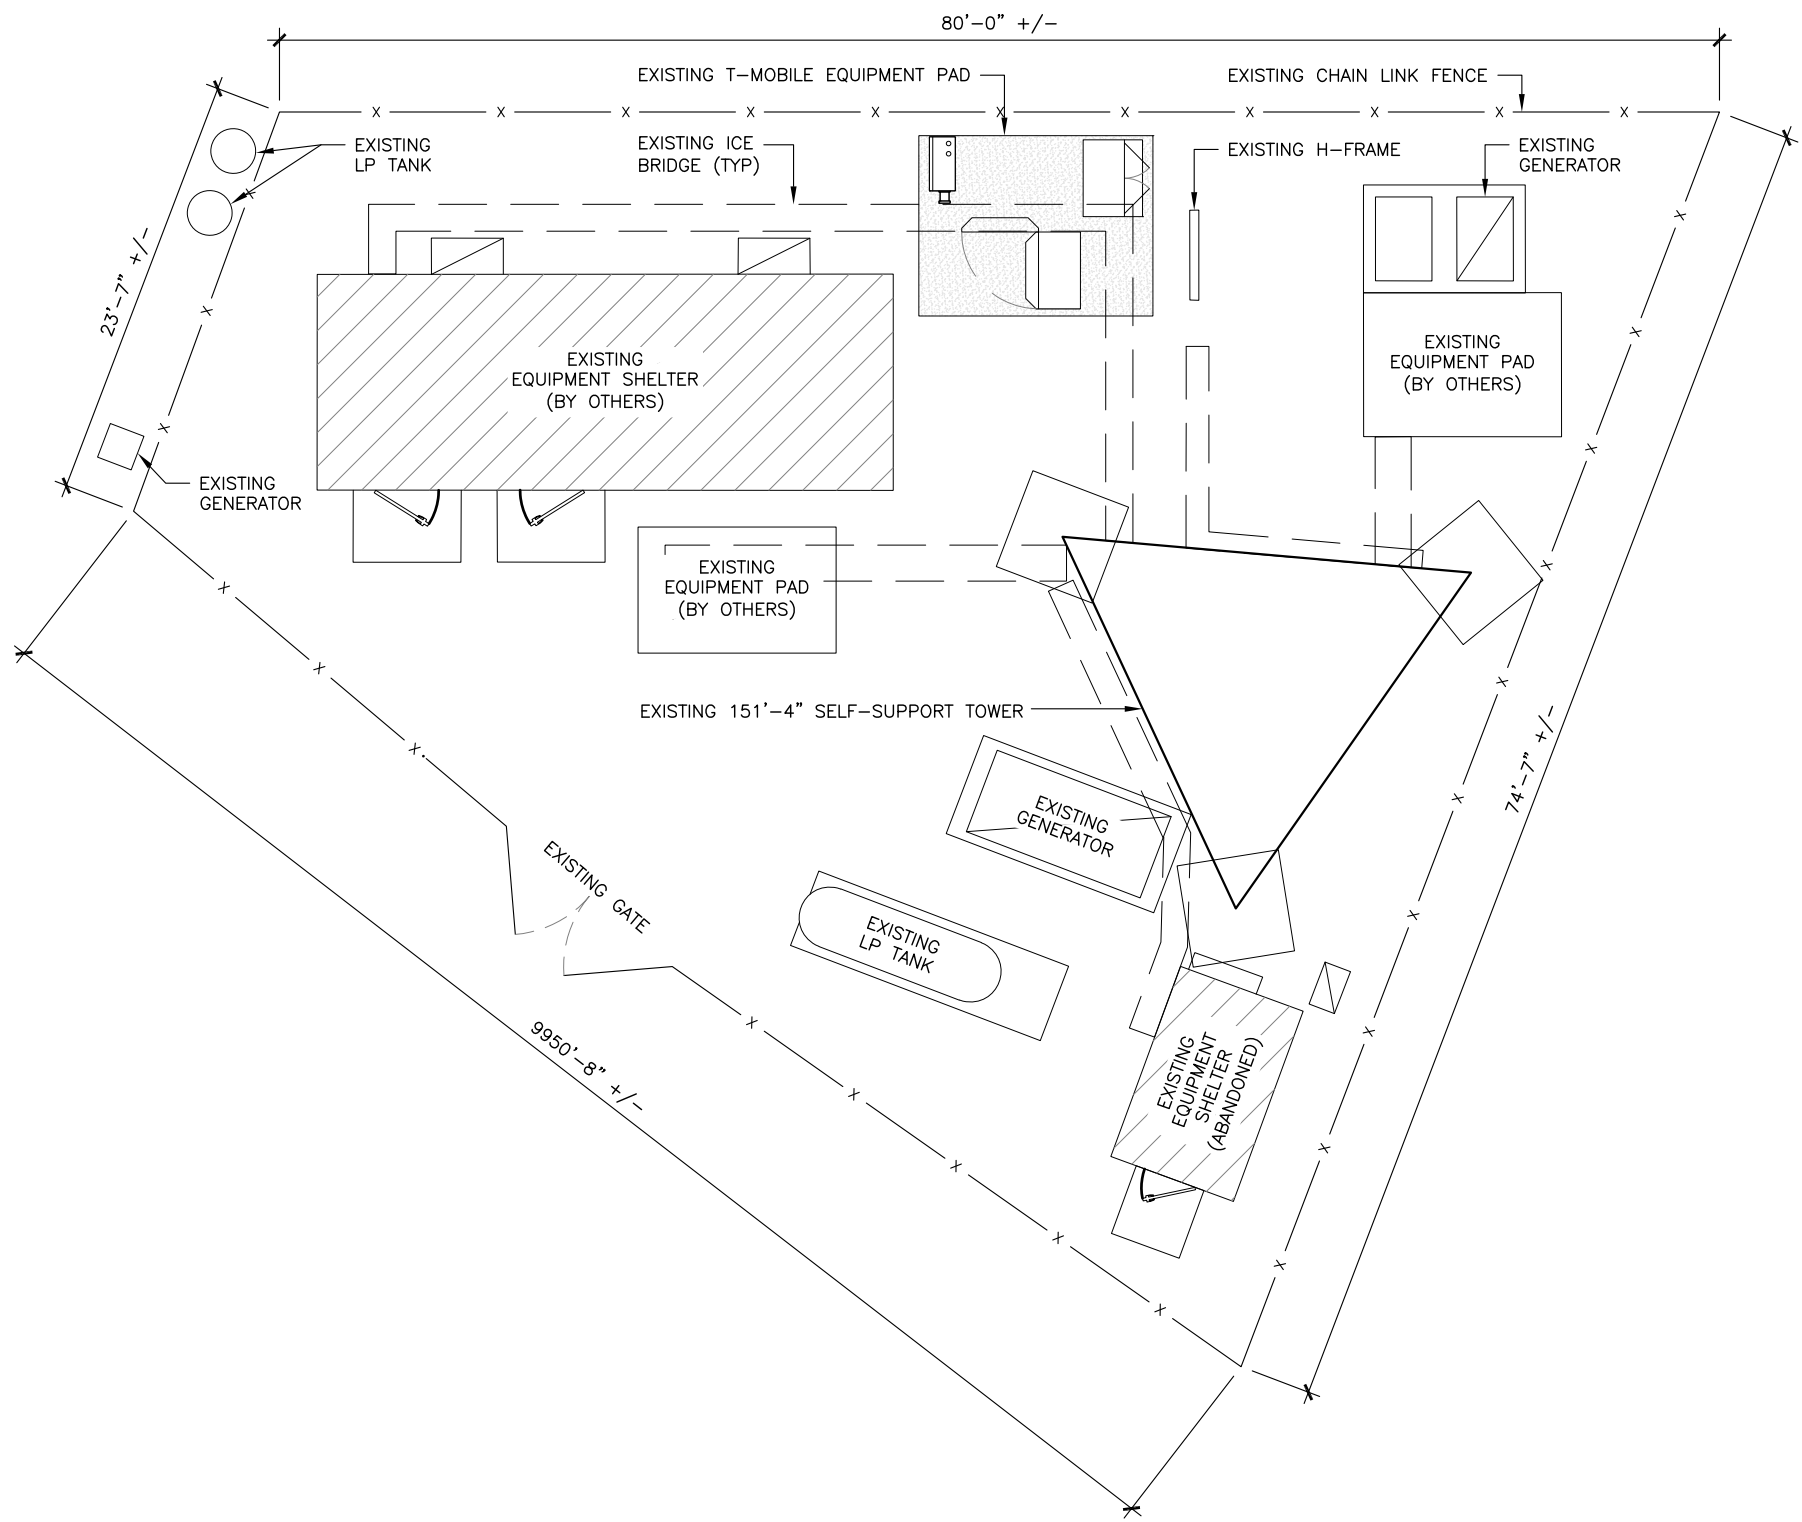 80'-0" +/-
EXISTING T-MOBILE EQUIPMENT PAD
EXISTING CHAIN LINK FENCE
EXISTING
LP TANK
EXISTING ICE
BRIDGE (TYP)
EXISTING H-FRAME
EXISTING
GENERATOR
23'-7" +/-
EXISTING
EQUIPMENT SHELTER
(BY OTHERS)
EXISTING
EQUIPMENT PAD
(BY OTHERS)
EXISTING
GENERATOR
EXISTING
EQUIPMENT PAD
(BY OTHERS)
EXISTING 151'-4" SELF-SUPPORT TOWER
74'-7" +/-
EXISTING
GENERATOR
EXISTING GATE
EXISTING
LP TANK
9950'-8" +/-
EXISTING
EQUIPMENT
SHELTER
(ABANDONED)